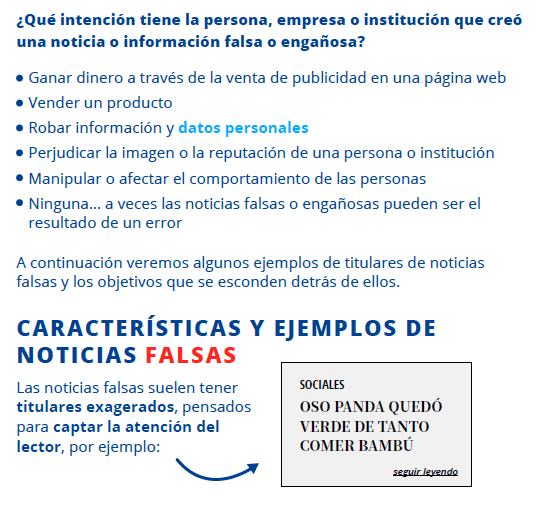 ¿Qué intención tiene la persona, empresa o institución que creó
una noticia o información falsa o engañosa?
• Ganar dinero a través de la venta de publicidad en una página web
• Vender un producto
• Robar información y datos personales
• Perjudicar la imagen o la reputación de una persona o institución
• Manipular o afectar el comportamiento de las personas
• Ninguna... a veces las noticias falsas o engañosas pueden ser el
resultado de un error
A continuación veremos algunos ejemplos de titulares de noticias
falsas y los objetivos que se esconden detrás de ellos.
CARACTERÍSTICAS Y EJEMPLOS DE
NOTICIAS FALSAS
Las noticias falsas suelen tener
titulares exagerados, pensados
para captar la atención del
lector, por ejemplo:
SOCIALES
OSO PANDA QUEDÓ
VERDE DE TANTO
COMER BAMBÚ
seguir leyendo